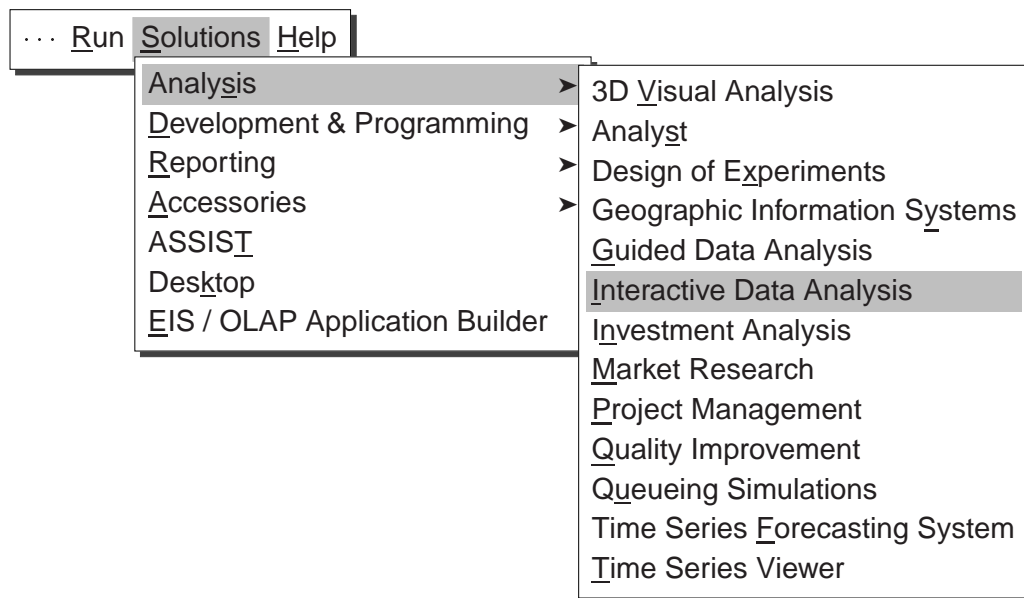 ... Run Solutions Help
Analysis
Development & Programming
Reporting
Accessories
ASSIST
Desktop
EIS / OLAP Application Builder
3D Visual Analysis
Analyst
Design of Experiments
Geographic Information Systems
Guided Data Analysis
Interactive Data Analysis
Investment Analysis
Market Research
Project Management
Quality Improvement
Queueing Simulations
Time Series Forecasting System
Time Series Viewer